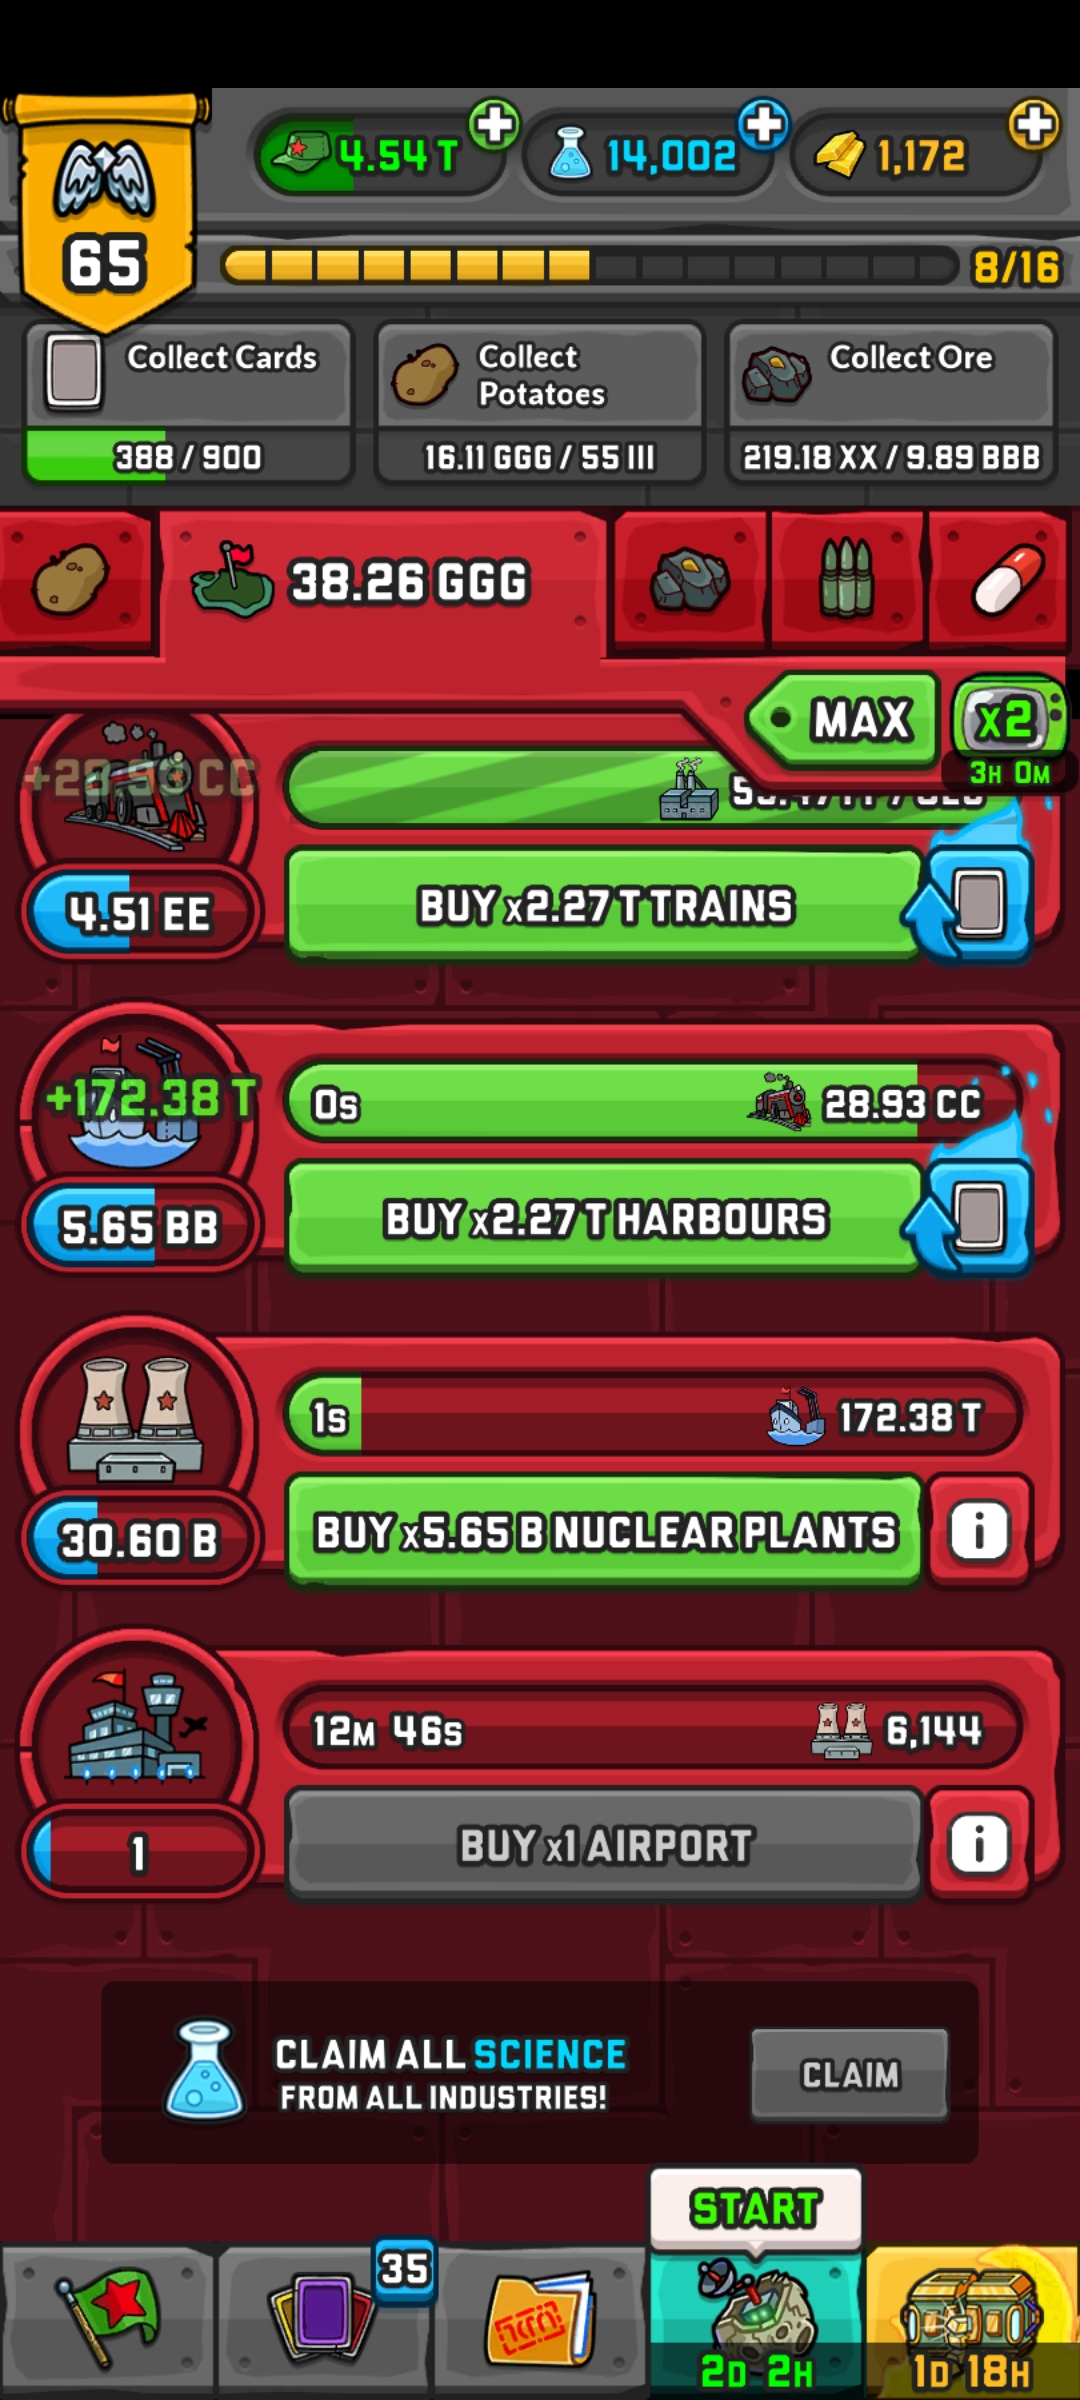 4.54 T
14,002
1,172
65
8/16
Collect Cards
388 / 900
Collect
Potatoes
16.11 GGG / 55 III
Collect Ore
219.18 XX / 9.89 BBB
38.26 GGG
MAX
x2
3H 0M
4.51 EE
BUY x2.27 T TRAINS
+172.38 T
0s
28.93 CC
5.65 BB
BUY x2.27 T HARBOURS
1s
172.38 T
30.60 B
BUY x5.65 B NUCLEAR PLANTS
i
12M 46s
6,144
1
BUY x1 AIRPORT
i
CLAIM ALL SCIENCE
FROM ALL INDUSTRIES!
CLAIM
START
35
2D 2H
1D 18H